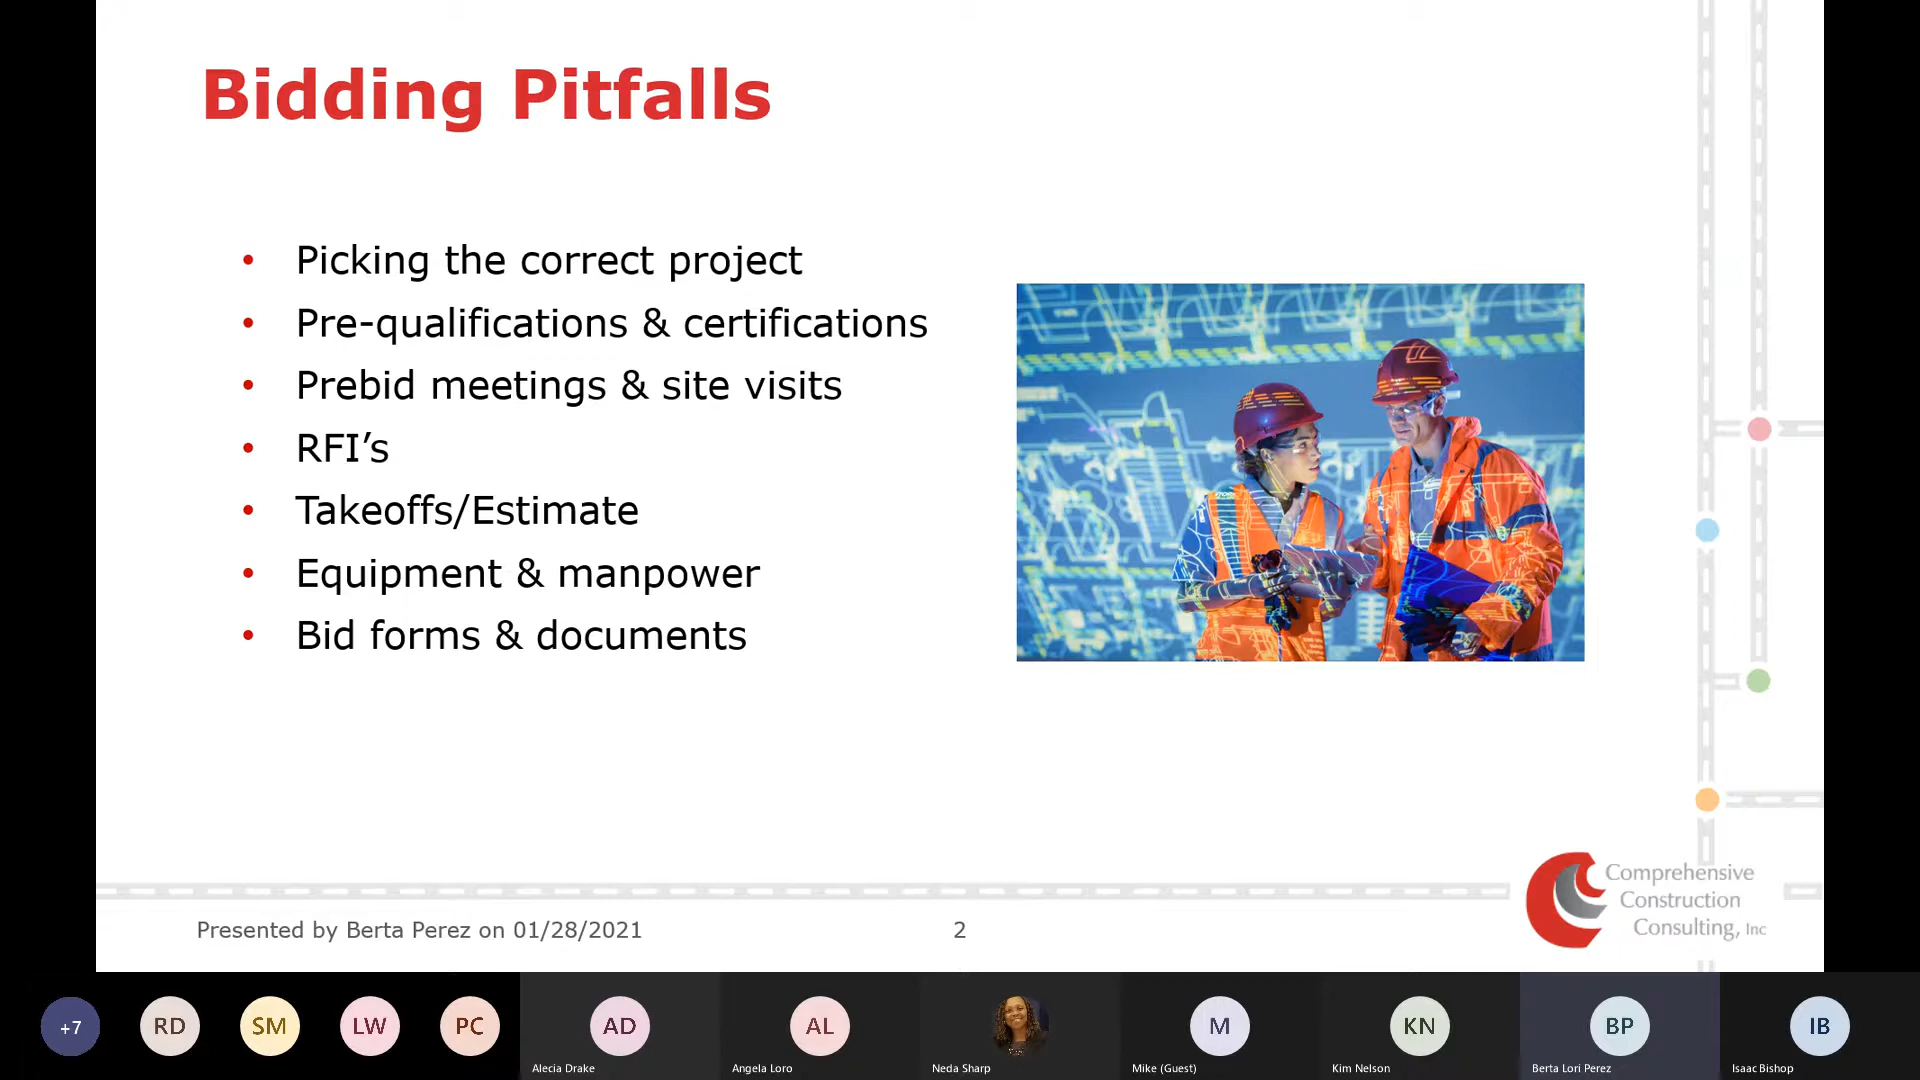 Bidding Pitfalls
• Picking the correct project
• Pre-qualifications & certifications
• Prebid meetings & site visits
• RFI’s
• Takeoffs/Estimate
• Equipment & manpower
• Bid forms & documents
Comprehensive
Construction
Consulting, Inc
Presented by Berta Perez on 01/28/2021
2
+7
RD
SM
LW
PC
AD
AL
M
KN
BP
IB
Alecia Drake
Angela Loro
Neda Sharp
Mike (Guest)
Kim Nelson
Berta Lori Perez
Isaac Bishop